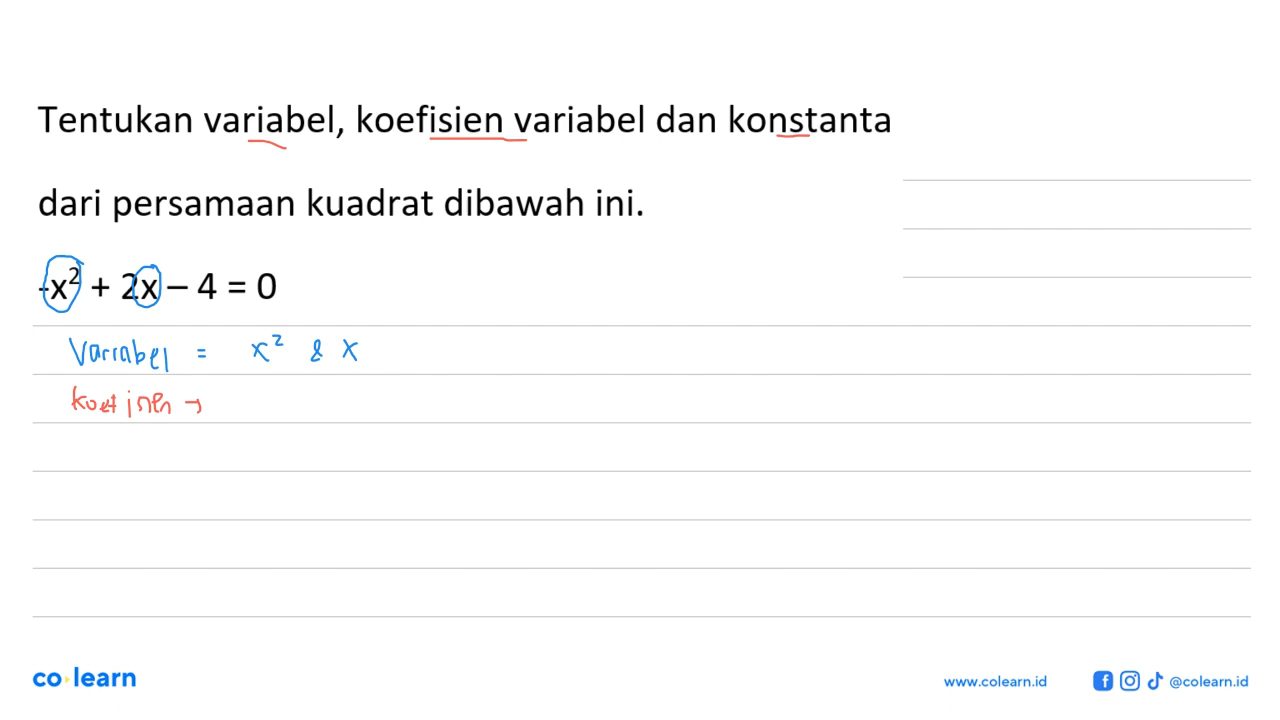 Tentukan variabel, koefisien variabel dan konstanta
dari persamaan kuadrat dibawah ini.
-x² + 2x – 4 = 0
Variabel = x² & x
koefisien →
co learn
www.colearn.id @colearn.id